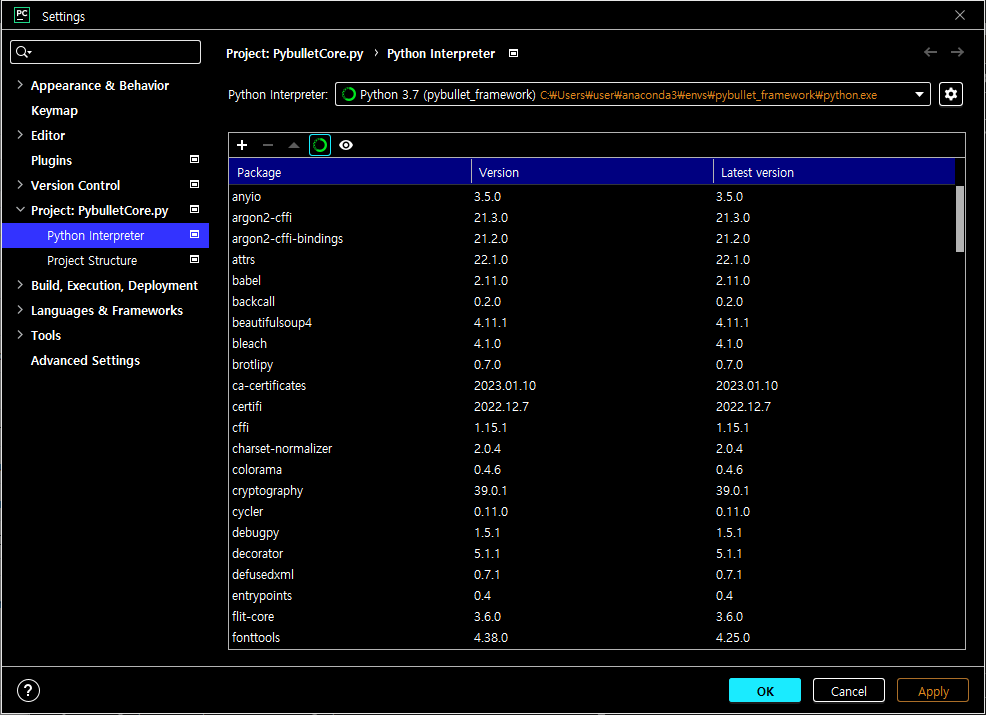 PC Settings
Project: PybulletCore.py › Python Interpreter
Appearance & Behavior
Keymap
Editor
Plugins
Version Control
Project: PybulletCore.py
Python Interpreter
Project Structure
Build, Execution, Deployment
Languages & Frameworks
Tools
Advanced Settings
Python Interpreter: Python 3.7 (pybullet_framework) C:₩Users₩user₩anaconda3₩envs₩pybullet_framework₩python.exe
Package Version Latest version
anyio 3.5.0 3.5.0
argon2-cffi 21.3.0 21.3.0
argon2-cffi-bindings 21.2.0 21.2.0
attrs 22.1.0 22.1.0
babel 2.11.0 2.11.0
backcall 0.2.0 0.2.0
beautifulsoup4 4.11.1 4.11.1
bleach 4.1.0 4.1.0
brotlipy 0.7.0 0.7.0
ca-certificates 2023.01.10 2023.01.10
certifi 2022.12.7 2022.12.7
cffi 1.15.1 1.15.1
charset-normalizer 2.0.4 2.0.4
colorama 0.4.6 0.4.6
cryptography 39.0.1 39.0.1
cycler 0.11.0 0.11.0
debugpy 1.5.1 1.5.1
decorator 5.1.1 5.1.1
defusedxml 0.7.1 0.7.1
entrypoints 0.4 0.4
flit-core 3.6.0 3.6.0
fonttools 4.38.0 4.25.0
? OK Cancel Apply